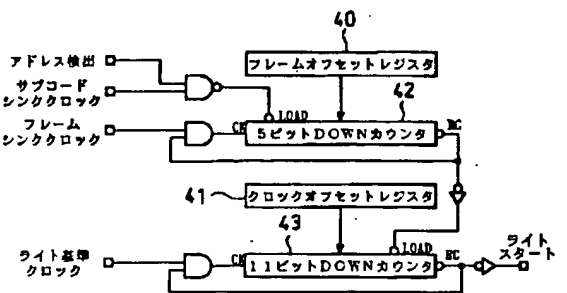 40
アドレス検出
フレームオフセットレジスタ
サブコード
シンククロック
42
LOAD
フレーム
シンククロック
CK
5ビットDOWNカウンタ
BC
41
クロックオフセットレジスタ
43
LOAD
ライト基準
クロック
CK
11ビットDOWNカウンタ
BC
ライト
スタート